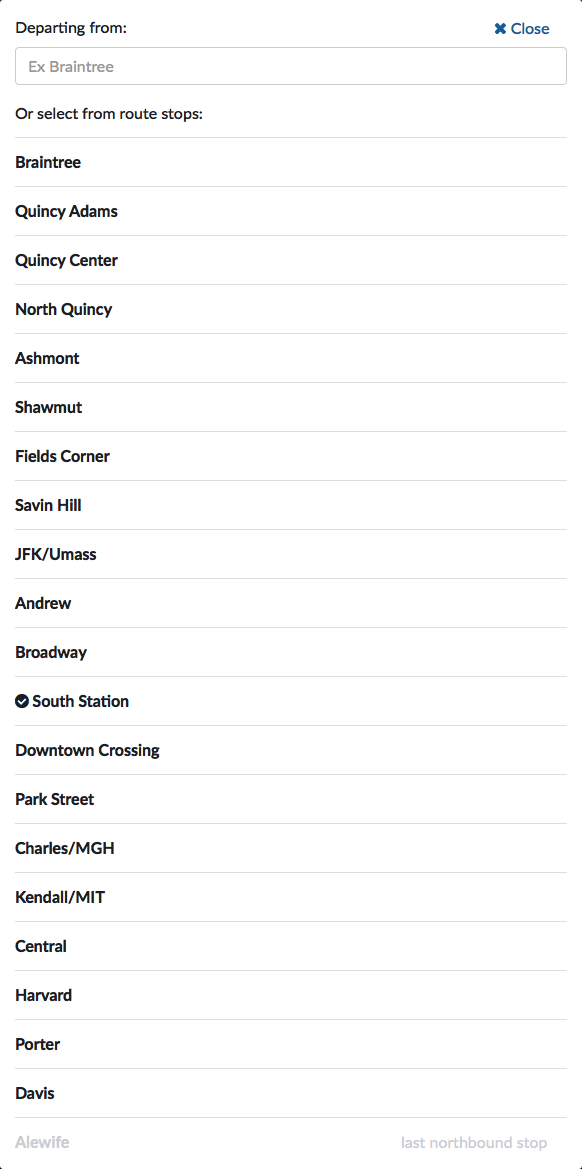 Departing from:
Close
Ex Braintree
Or select from route stops:
Braintree
Quincy Adams
Quincy Center
North Quincy
Ashmont
Shawmut
Fields Corner
Savin Hill
JFK/Umass
Andrew
Broadway
South Station
Downtown Crossing
Park Street
Charles/MGH
Kendall/MIT
Central
Harvard
Porter
Davis
Alewife last northbound stop